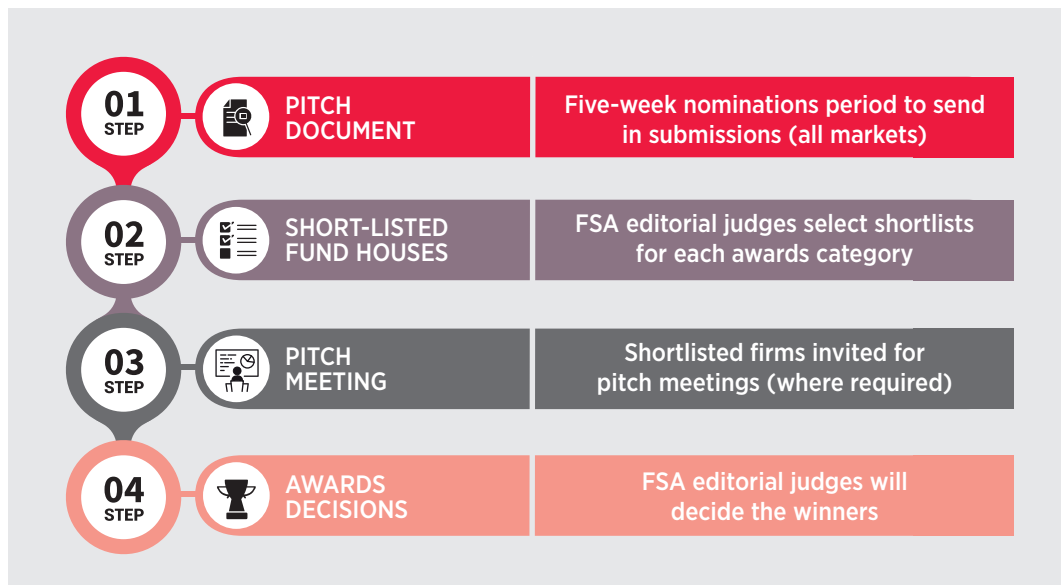 01
STEP
PITCH
DOCUMENT
Five-week nominations period to send
in submissions (all markets)
02
STEP
SHORT-LISTED
FUND HOUSES
FSA editorial judges select shortlists
for each awards category
03
STEP
PITCH
MEETING
Shortlisted firms invited for
pitch meetings (where required)
04
STEP
AWARDS
DECISIONS
FSA editorial judges will
decide the winners